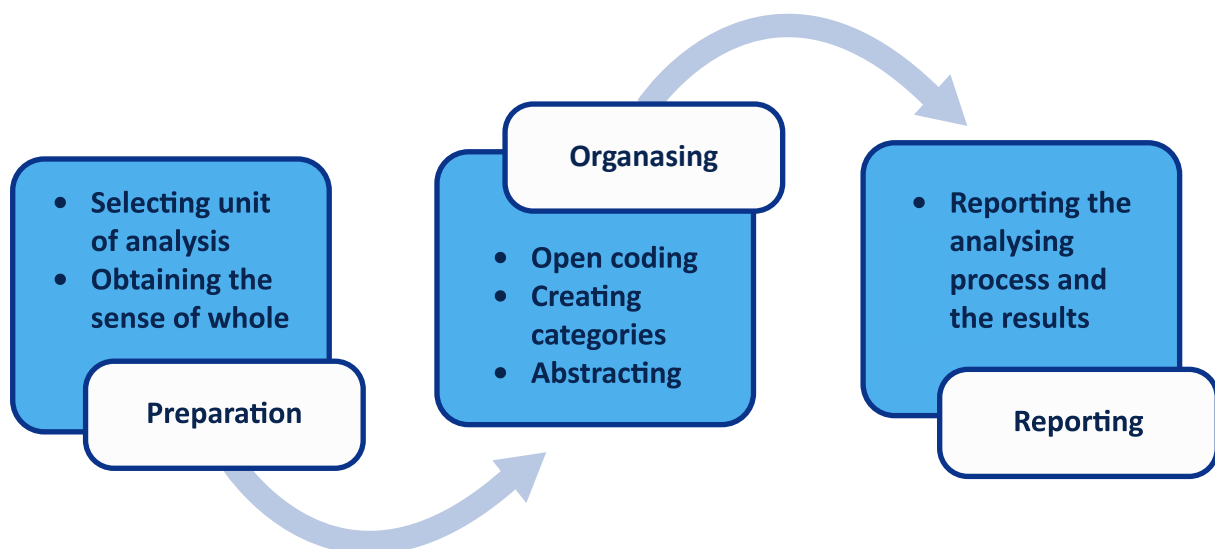 • Selecting unit
of analysis
• Obtaining the
sense of whole
Preparation
Organasing
• Open coding
• Creating
categories
• Abstracting
• Reporting the
analysing
process and
the results
Reporting